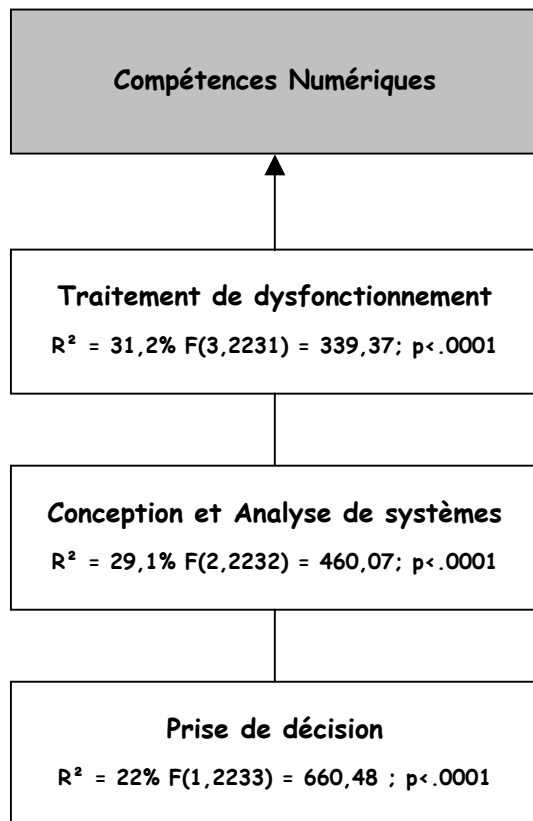 Compétences Numériques
Traitement de dysfonctionnement
R² = 31,2% F(3,2231) = 339,37; p<.0001
Conception et Analyse de systèmes
R² = 29,1% F(2,2232) = 460,07; p<.0001
Prise de décision
R² = 22% F(1,2233) = 660,48 ; p<.0001